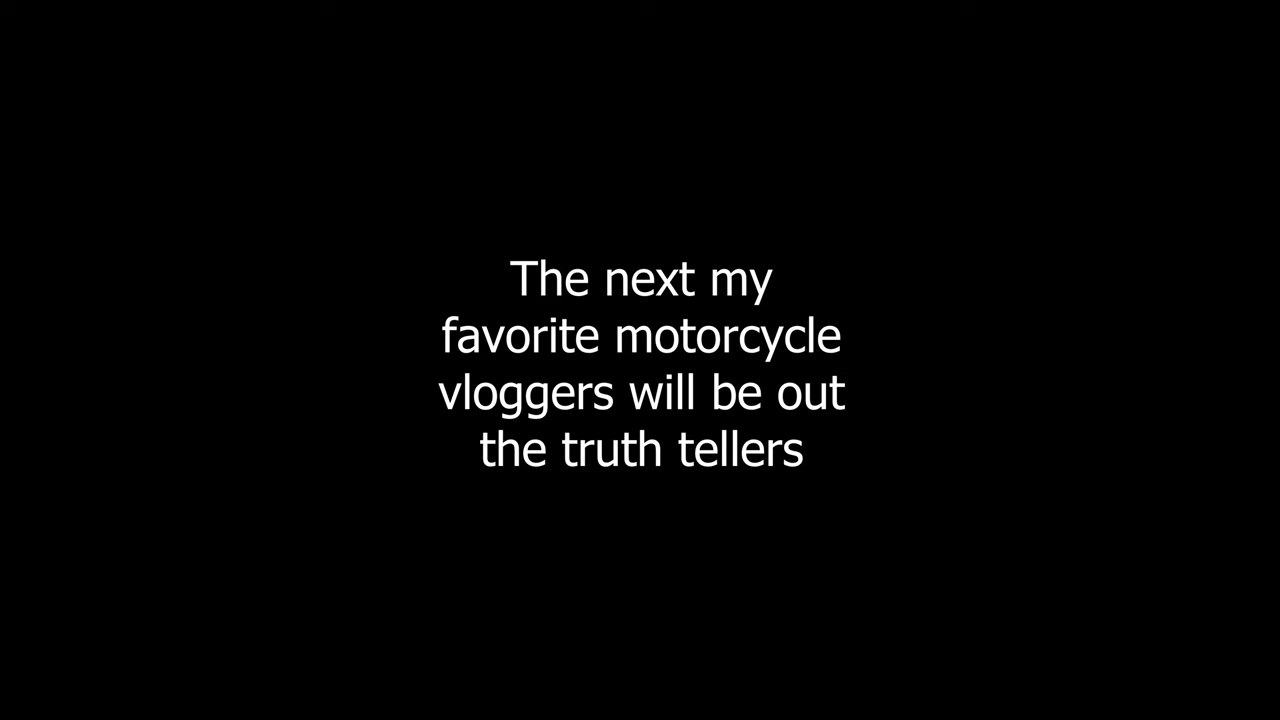 The next my
favorite motorcycle
vloggers will be out
the truth tellers